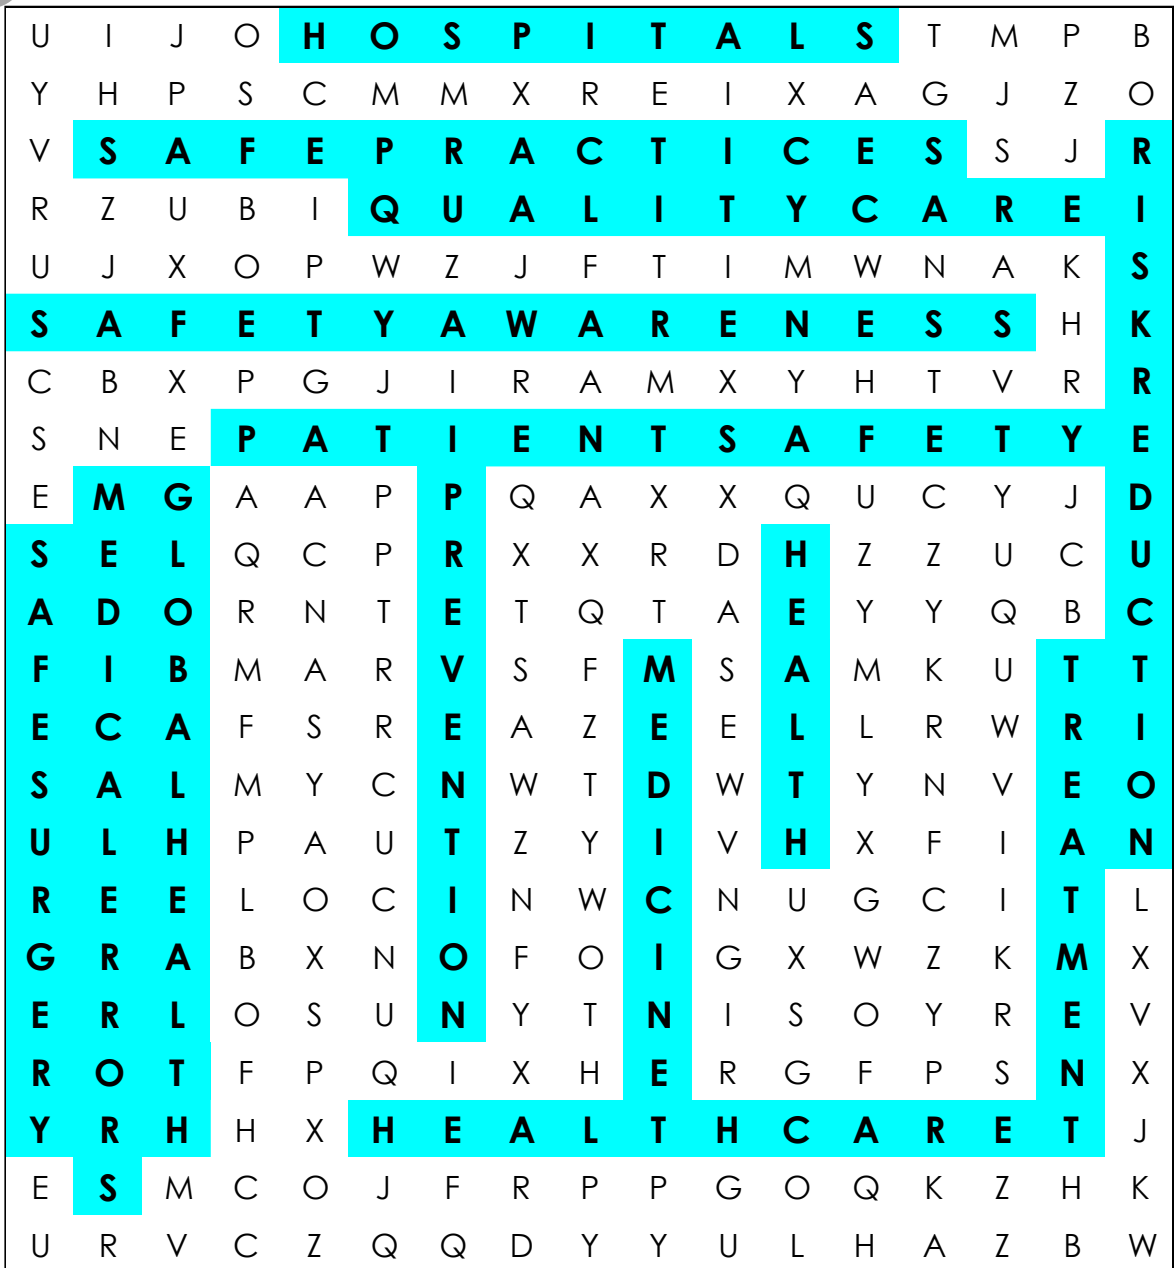 U I J O H O S P I T A L S T M P B
Y H P S C M M X R E I X A G J Z O
V S A F E P R A C T I C E S S J R
R Z U B I Q U A L I T Y C A R E I
U J X O P W Z J F T I M W N A K S
S A F E T Y A W A R E N E S S H K
C B X P G J I R A M X Y H T V R R
S N E P A T I E N T S A F E T Y E
E M G A A P P Q A X X Q U C Y J D
S E L Q C P R X X R D H Z Z U C U
A D O R N T E T Q T A E Y Y Q B C
F I B M A R V S F M S A M K U T T
E C A F S R E A Z E E L L R W R I
S A L M Y C N W T D W T Y N V E O
U L H P A U T Z Y I V H X F I A N
R E E L O C I N W C N U G C I T L
G R A B X N O F O I G X W Z K M X
E R L O S U N Y T N I S O Y R E V
R O T F P Q I X H E R G F P S N X
Y R H H X H E A L T H C A R E T J
E S M C O J F R P P G O Q K Z H K
U R V C Z Q Q D Y Y U L H A Z B W